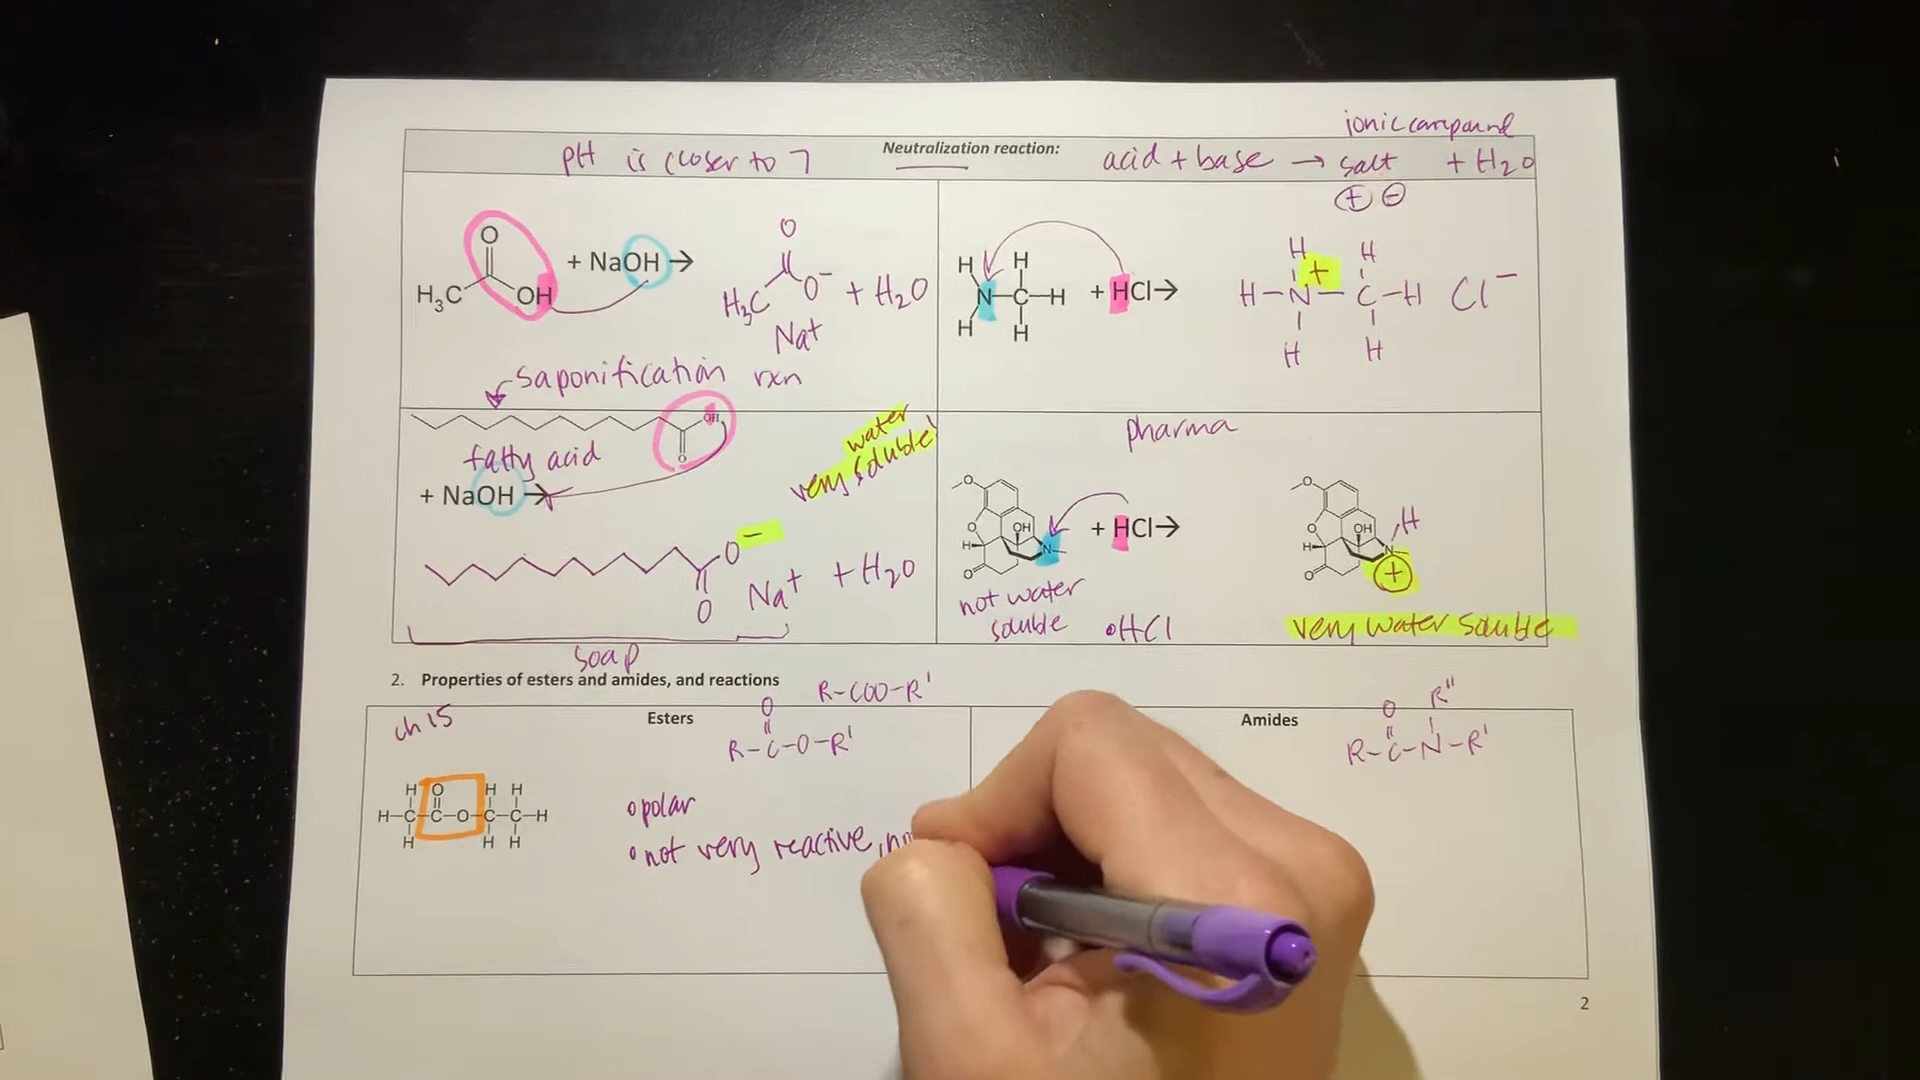 ionic compound
pH is closer to 7 Neutralization reaction: acid + base → salt + H2O
+ −
O
H3C OH + NaOH →
O
H3C O− + H2O
Na+
H H
N–C–H + HCl →
H H
H + H
H–N–C–H Cl−
H H
saponification rxn
OH
O
fatty acid
+ NaOH →
water
very soluble
O−
O
Na+ + H2O
soap
pharma
O
O OH
H N
O
+ HCl →
not water
soluble •HCl
O
O OH H
H N
O +
very water soluble
2. Properties of esters and amides, and reactions
R–COO–R'
ch 15 Esters
O
R–C–O–R'
H O H H
H–C–C–O–C–C–H
H H H
•polar
•not very reactive,
Amides
O R''
R–C–N–R'
2